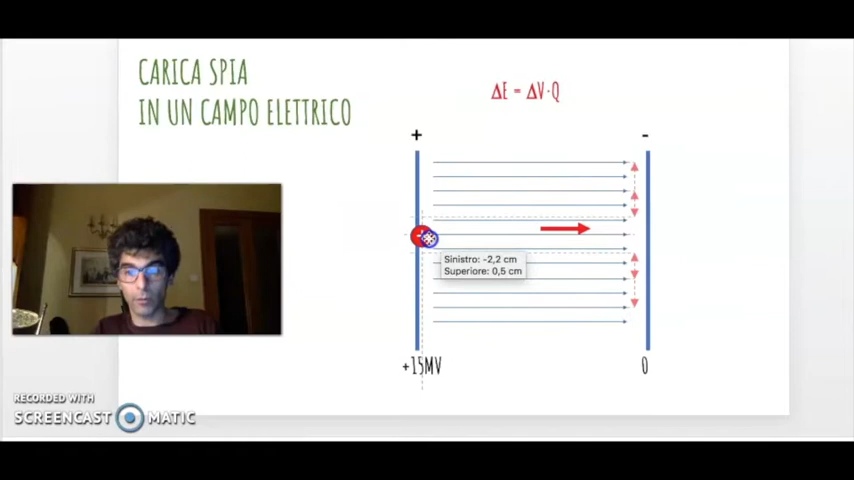 CARICA SPIA
IN UN CAMPO ELETTRICO
ΔE = ΔV·Q
+
-
+
Sinistro: -2,2 cm
Superiore: 0,5 cm
+15MV
0
RECORDED WITH
SCREENCAST MATIC